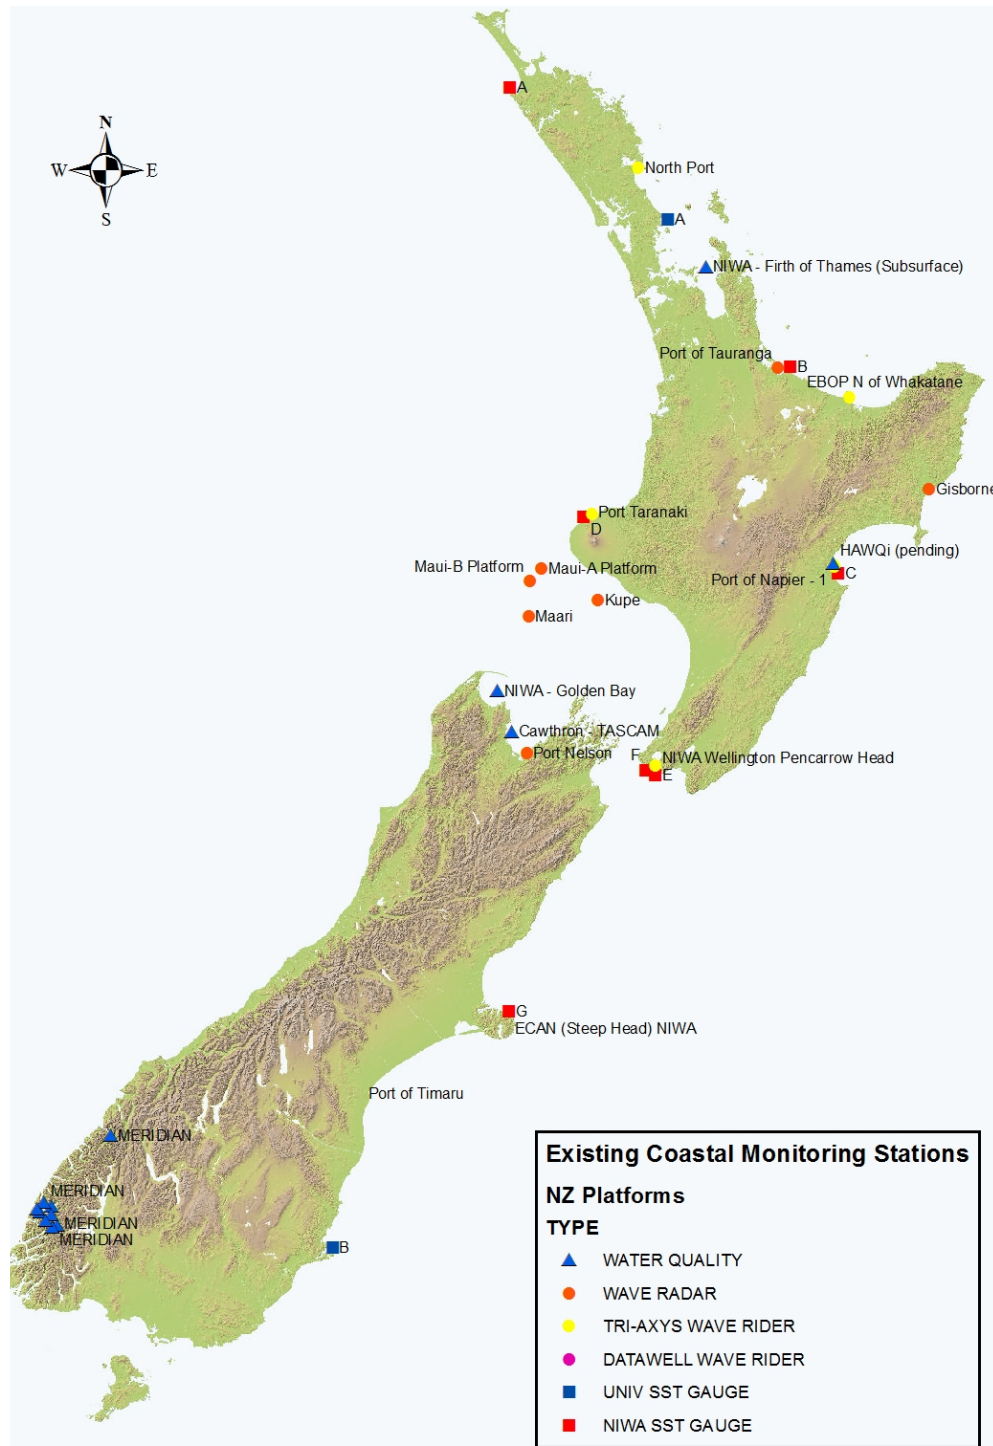 A
N
W
E
S
North Port
A
NIWA - Firth of Thames (Subsurface)
Port of Tauranga
B
EBOP N of Whakatane
Gisborne
Port Taranaki
D
HAWQi (pending)
Maui-B Platform
Maui-A Platform
Port of Napier - 1
C
Kupe
Maari
NIWA - Golden Bay
Cawthron - TASCAM
Port Nelson
F
NIWA Wellington Pencarrow Head
E
G
ECAN (Steep Head) NIWA
Port of Timaru
MERIDIAN
MERIDIAN
MERIDIAN
MERIDIAN
B
Existing Coastal Monitoring Stations
NZ Platforms
TYPE
WATER QUALITY
WAVE RADAR
TRI-AXYS WAVE RIDER
DATAWELL WAVE RIDER
UNIV SST GAUGE
NIWA SST GAUGE